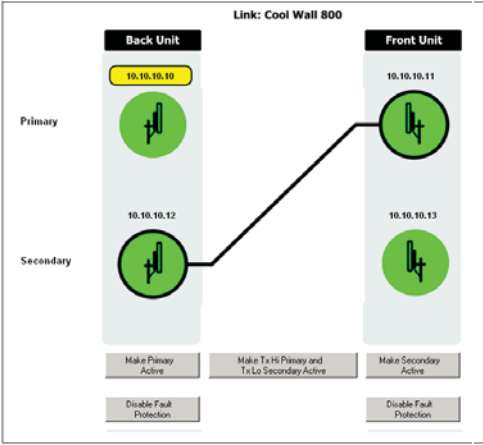 Link: Cool Wall 800
Back Unit
Front Unit
10.10.10.10
10.10.10.11
Primary
10.10.10.12
10.10.10.13
Secondary
Make Primary
Active
Make Tx Hi Primary and
Tx Lo Secondary Active
Make Secondary
Active
Disable Fault
Protection
Disable Fault
Protection